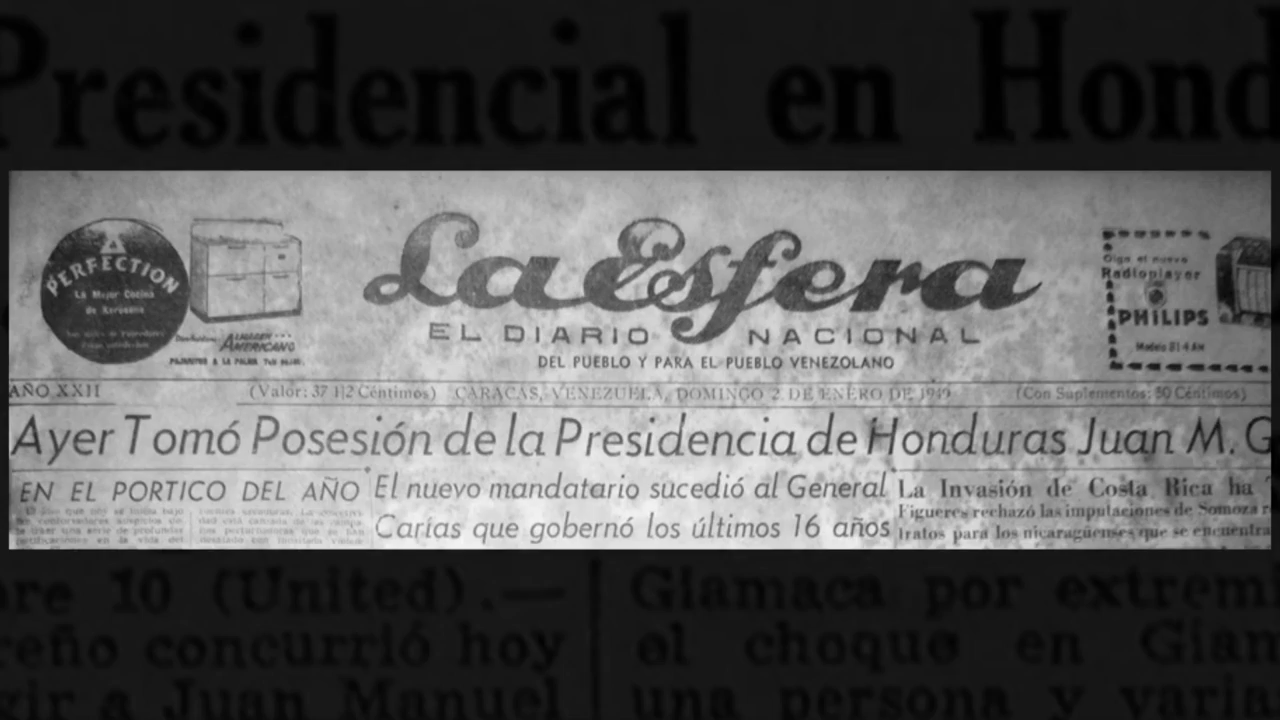 Presidencial en Hond
A
PERFECTION
La Mejor Cocina
de Kerosene
AMERICANO
La Esfera
EL DIARIO NACIONAL
DEL PUEBLO Y PARA EL PUEBLO VENEZOLANO
Oiga el nuevo
Radioplayer
PHILIPS
AÑO XXII (Valor: 37 1|2 Céntimos) CARACAS, VENEZUELA, DOMINGO 2 DE ENERO DE 1949 (Con Suplementos: 50 Céntimos)
Ayer Tomó Posesión de la Presidencia de Honduras Juan M. G
EN EL PORTICO DEL AÑO
El nuevo mandatario sucedió al General
Carías que gobernó los últimos 16 años
La Invasión de Costa Rica ha
Figueres rechazó las imputaciones de Somoza
tratos para los nicaragüenses que se encuentra
bre 10 (United).—
reño concurrió hoy
gir a Juan Manuel
Giamaca por extrem
el choque en Giam
una persona y varia